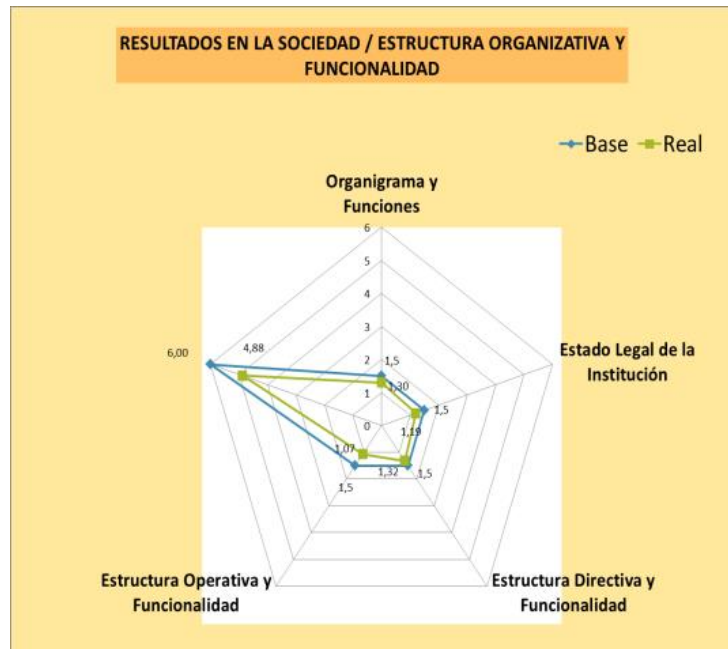 RESULTADOS EN LA SOCIEDAD / ESTRUCTURA ORGANIZATIVA Y
FUNCIONALIDAD
Base Real
Organigrama y
Funciones
6
5
4
3
2
1
0
6,00
4,88
1,5
1,30
Estado Legal de la
Institución
1,5
1,19
1,07
1,32
1,5
1,5
Estructura Operativa y
Funcionalidad
Estructura Directiva y
Funcionalidad